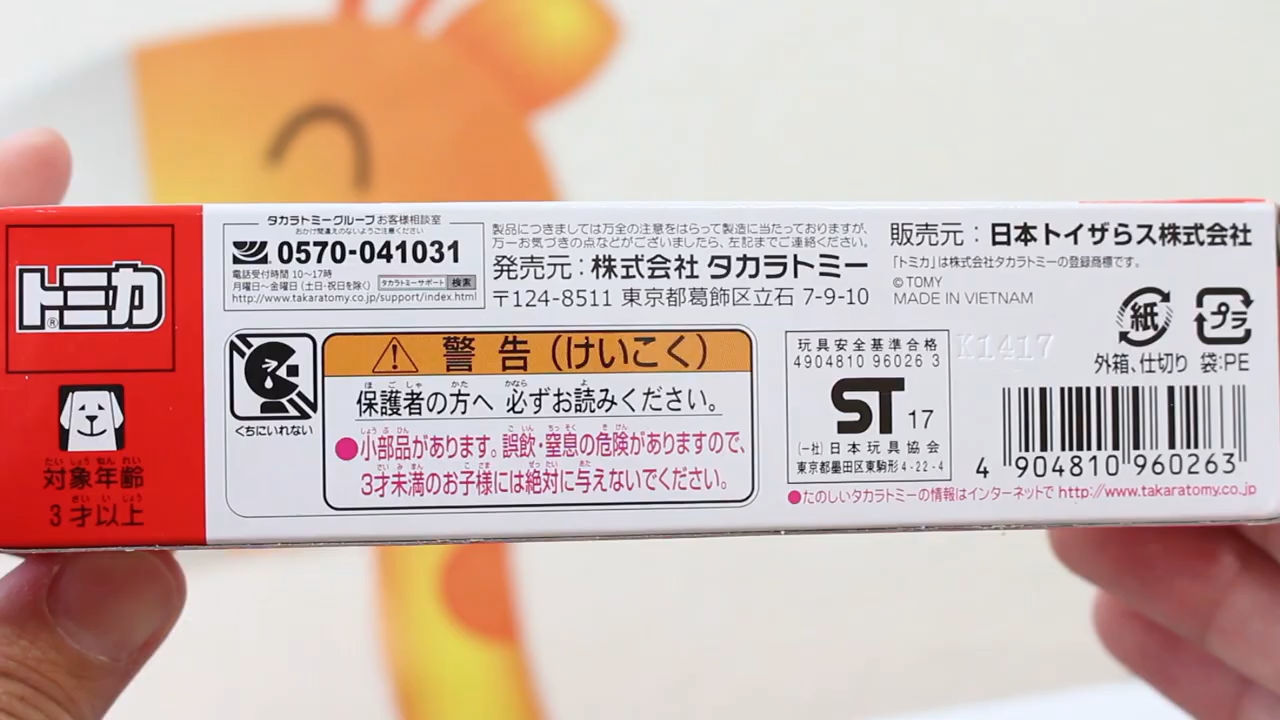 トミカ®
対象年齢
たいしょうねんれい
3才以上
さいいじょう
タカラトミーグループ お客様相談室
おかけ間違えのないようご注意ください
0570-041031
電話受付時間 10〜17時
月曜日〜金曜日 (土日・祝日を除く)
タカラトミーサポート 検索
http://www.takaratomy.co.jp/support/index.html
製品につきましては万全の注意をはらって製造に当たっておりますが、
万一お気づきの点などがございましたら、左記までご連絡ください。
発売元：株式会社 タカラトミー
〒124-8511 東京都葛飾区立石 7-9-10
販売元：日本トイザらス株式会社
「トミカ」は株式会社タカラトミーの登録商標です。
© TOMY
MADE IN VIETNAM
紙 プラ
外箱、仕切り 袋:PE
くちにいれない
警告（けいこく）
ほごしゃ かた かなら よ
保護者の方へ 必ずお読みください。
しょうぶひん ごいん ちっそく きけん
●小部品があります。誤飲・窒息の危険がありますので、
さいみまん こさま ぜったい あた
3才未満のお子様には絶対に与えないでください。
玩具安全基準合格
4904810 96026 3
ST 17
(一社) 日本玩具協会
東京都墨田区東駒形 4-22-4
K1417
4 904810 960263
●たのしいタカラトミーの情報はインターネットで http://www.takaratomy.co.jp